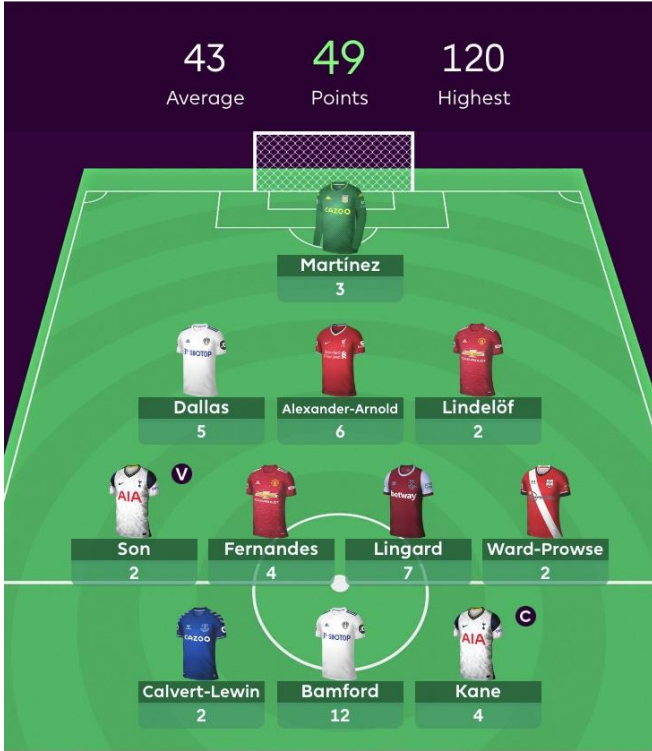 43 49 120
Average Points Highest
CAZOO
Martínez
3
SBOTOP
Dallas Alexander-Arnold Lindelöf
5 6 2
V
AIA betway
Son Fernandes Lingard Ward-Prowse
2 4 7 2
C
CAZOO SBOTOP AIA
Calvert-Lewin Bamford Kane
2 12 4